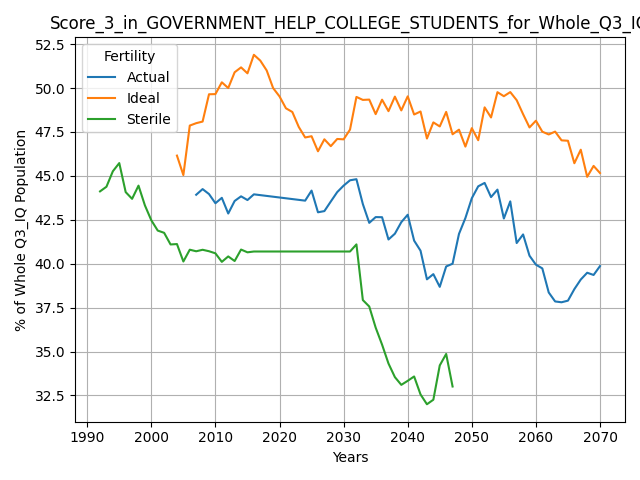 Score_3_in_GOVERNMENT_HELP_COLLEGE_STUDENTS_for_Whole_Q3_IQ
Fertility
Actual
Ideal
Sterile
% of Whole Q3_IQ Population
52.5
50.0
47.5
45.0
42.5
40.0
37.5
35.0
32.5
1990 2000 2010 2020 2030 2040 2050 2060 2070
Years